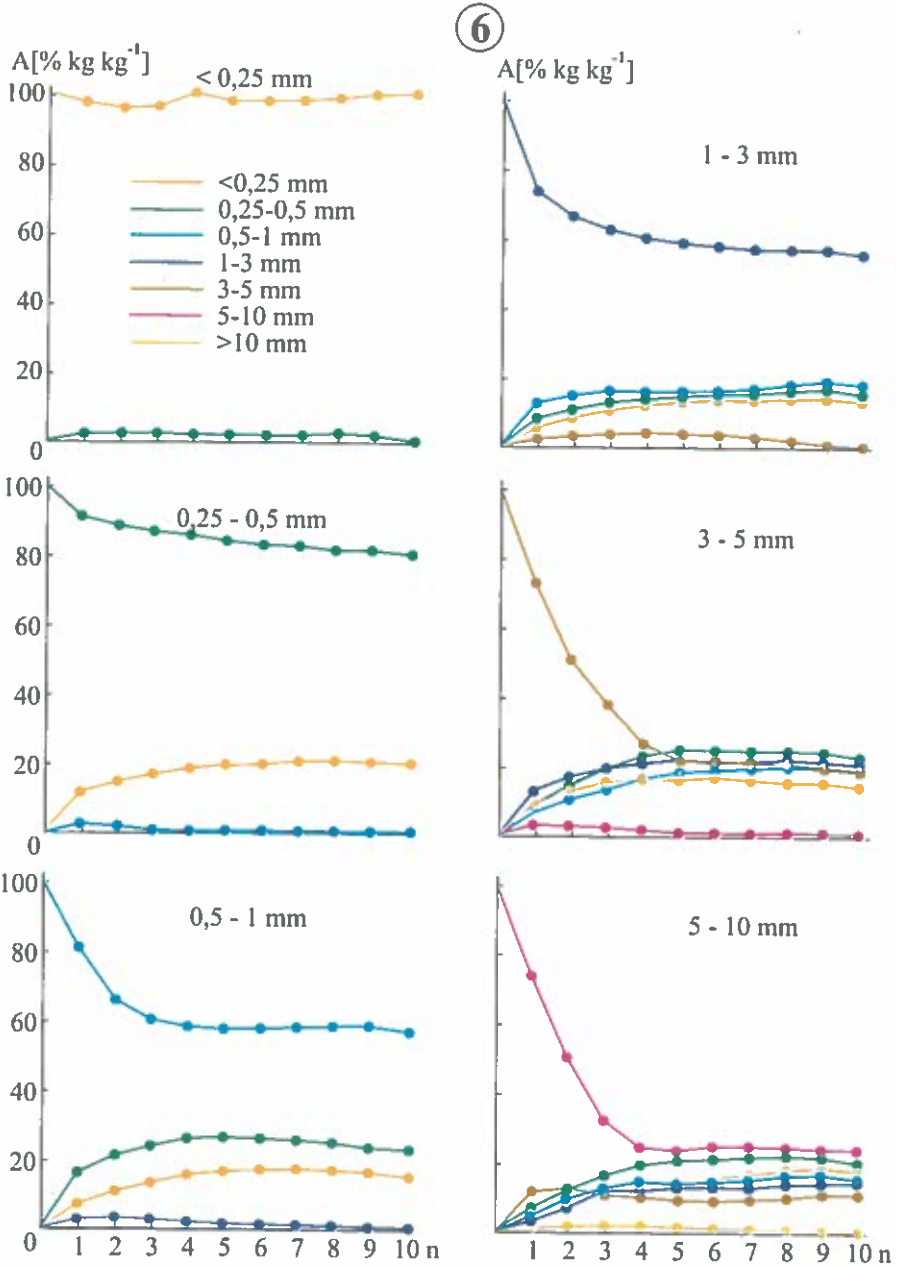 6
A[% kg kg⁻¹]
< 0,25 mm
100
80
60
40
20
0
<0,25 mm
0,25-0,5 mm
0,5-1 mm
1-3 mm
3-5 mm
5-10 mm
>10 mm
A[% kg kg⁻¹]
1 - 3 mm
100
80
60
40
20
0
0,25 - 0,5 mm
3 - 5 mm
100
80
60
40
20
0
0,5 - 1 mm
1 2 3 4 5 6 7 8 9 10 n
5 - 10 mm
1 2 3 4 5 6 7 8 9 10 n